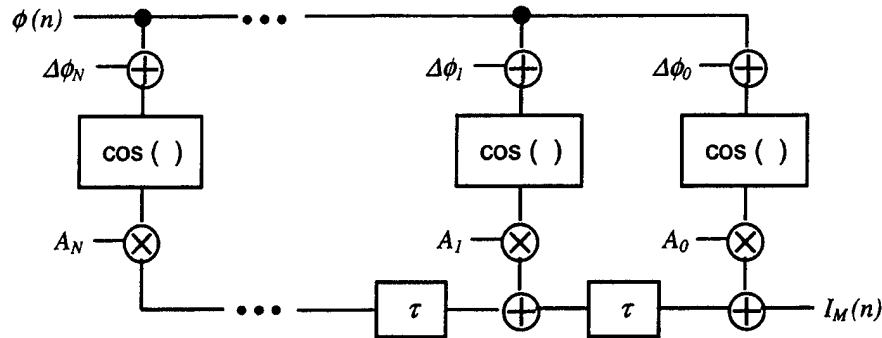 ϕ(n)
Δϕ_N Δϕ_1 Δϕ_0
cos ( ) cos ( ) cos ( )
A_N A_1 A_0
τ τ I_M(n)